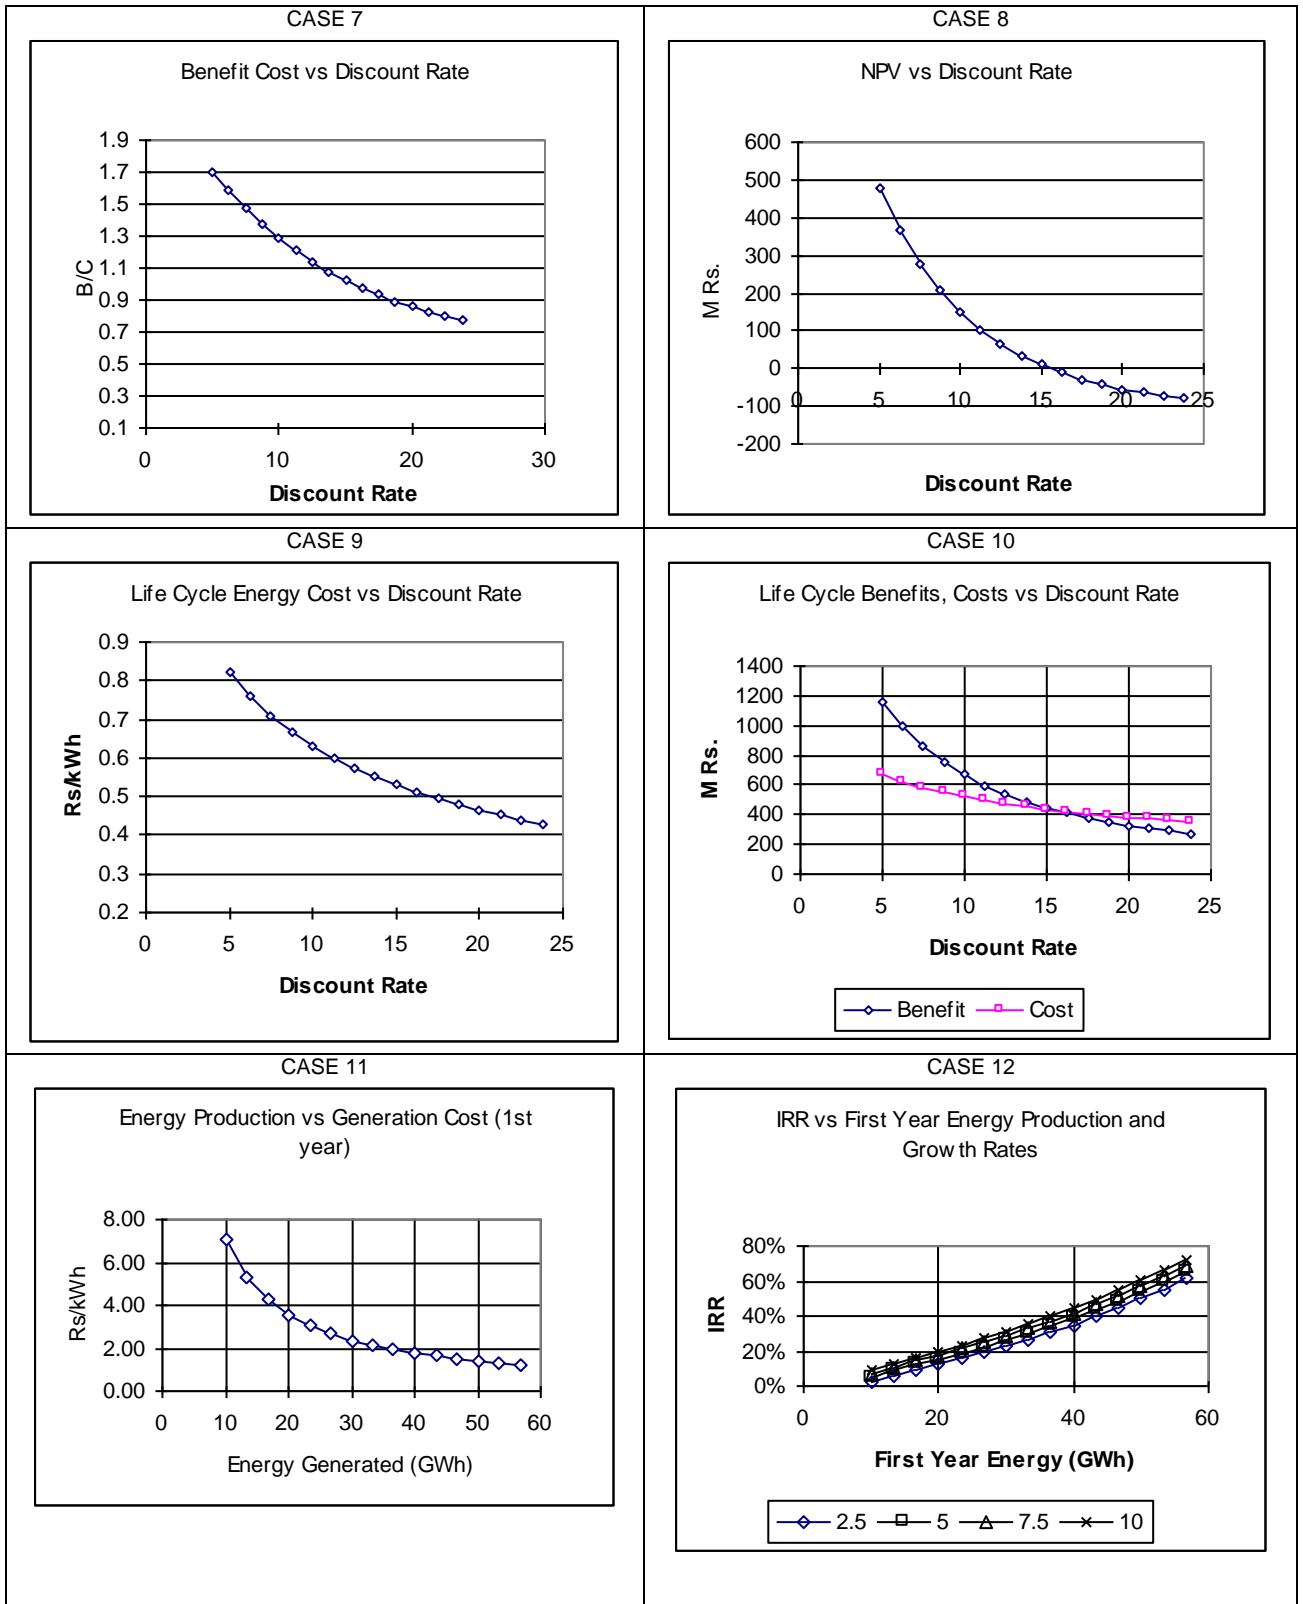 CASE 7
Benefit Cost vs Discount Rate
1.9
1.7
1.5
1.3
1.1
0.9
0.7
0.5
0.3
0.1
B/C
0 10 20 30
Discount Rate
CASE 8
NPV vs Discount Rate
600
500
400
300
200
100
0
-100
-200
M Rs.
0 5 10 15 20 25
Discount Rate
CASE 9
Life Cycle Energy Cost vs Discount Rate
0.9
0.8
0.7
0.6
0.5
0.4
0.3
0.2
Rs/kWh
0 5 10 15 20 25
Discount Rate
CASE 10
Life Cycle Benefits, Costs vs Discount Rate
1400
1200
1000
800
600
400
200
0
M Rs.
0 5 10 15 20 25
Discount Rate
Benefit Cost
CASE 11
Energy Production vs Generation Cost (1st
year)
8.00
6.00
4.00
2.00
0.00
Rs/kWh
0 10 20 30 40 50 60
Energy Generated (GWh)
CASE 12
IRR vs First Year Energy Production and
Growth Rates
80%
60%
40%
20%
0%
IRR
0 20 40 60
First Year Energy (GWh)
2.5 5 7.5 10